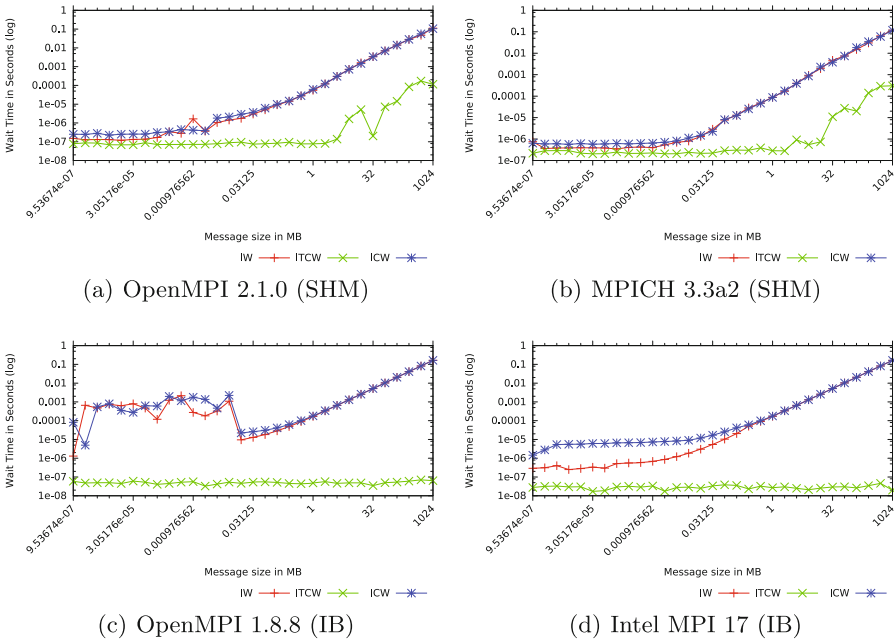 Wait Time in Seconds (log)
1
0.1
0.01
0.001
0.0001
1e-05
1e-06
1e-07
1e-08
9.53674e-07
3.05176e-05
0.000976562
0.03125
1
32
1024
Message size in MB
IW ITCW ICW
(a) OpenMPI 2.1.0 (SHM)
Wait Time in Seconds (log)
1
0.1
0.01
0.001
0.0001
1e-05
1e-06
1e-07
9.53674e-07
3.05176e-05
0.000976562
0.03125
1
32
1024
Message size in MB
IW ITCW ICW
(b) MPICH 3.3a2 (SHM)
Wait Time in Seconds (log)
1
0.1
0.01
0.001
0.0001
1e-05
1e-06
1e-07
1e-08
9.53674e-07
3.05176e-05
0.000976562
0.03125
1
32
1024
Message size in MB
IW ITCW ICW
(c) OpenMPI 1.8.8 (IB)
Wait Time in Seconds (log)
1
0.1
0.01
0.001
0.0001
1e-05
1e-06
1e-07
1e-08
9.53674e-07
3.05176e-05
0.000976562
0.03125
1
32
1024
Message size in MB
IW ITCW ICW
(d) Intel MPI 17 (IB)